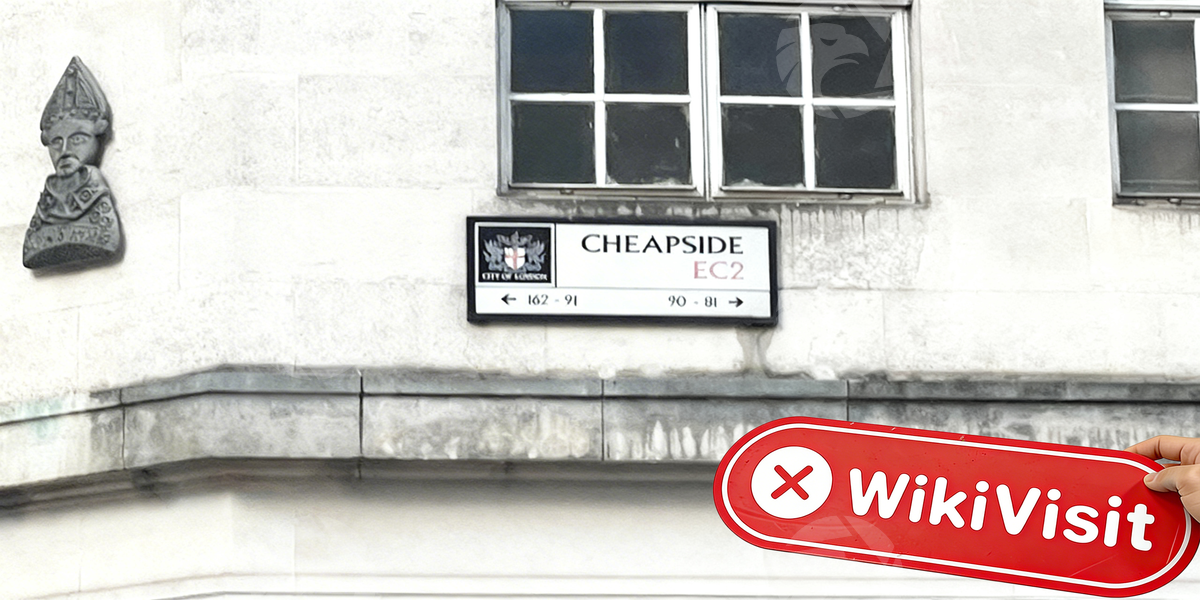 CHEAPSIDE
EC2
CITY OF LONDON
← 162 - 91
90 - 81 →
WikiVisit